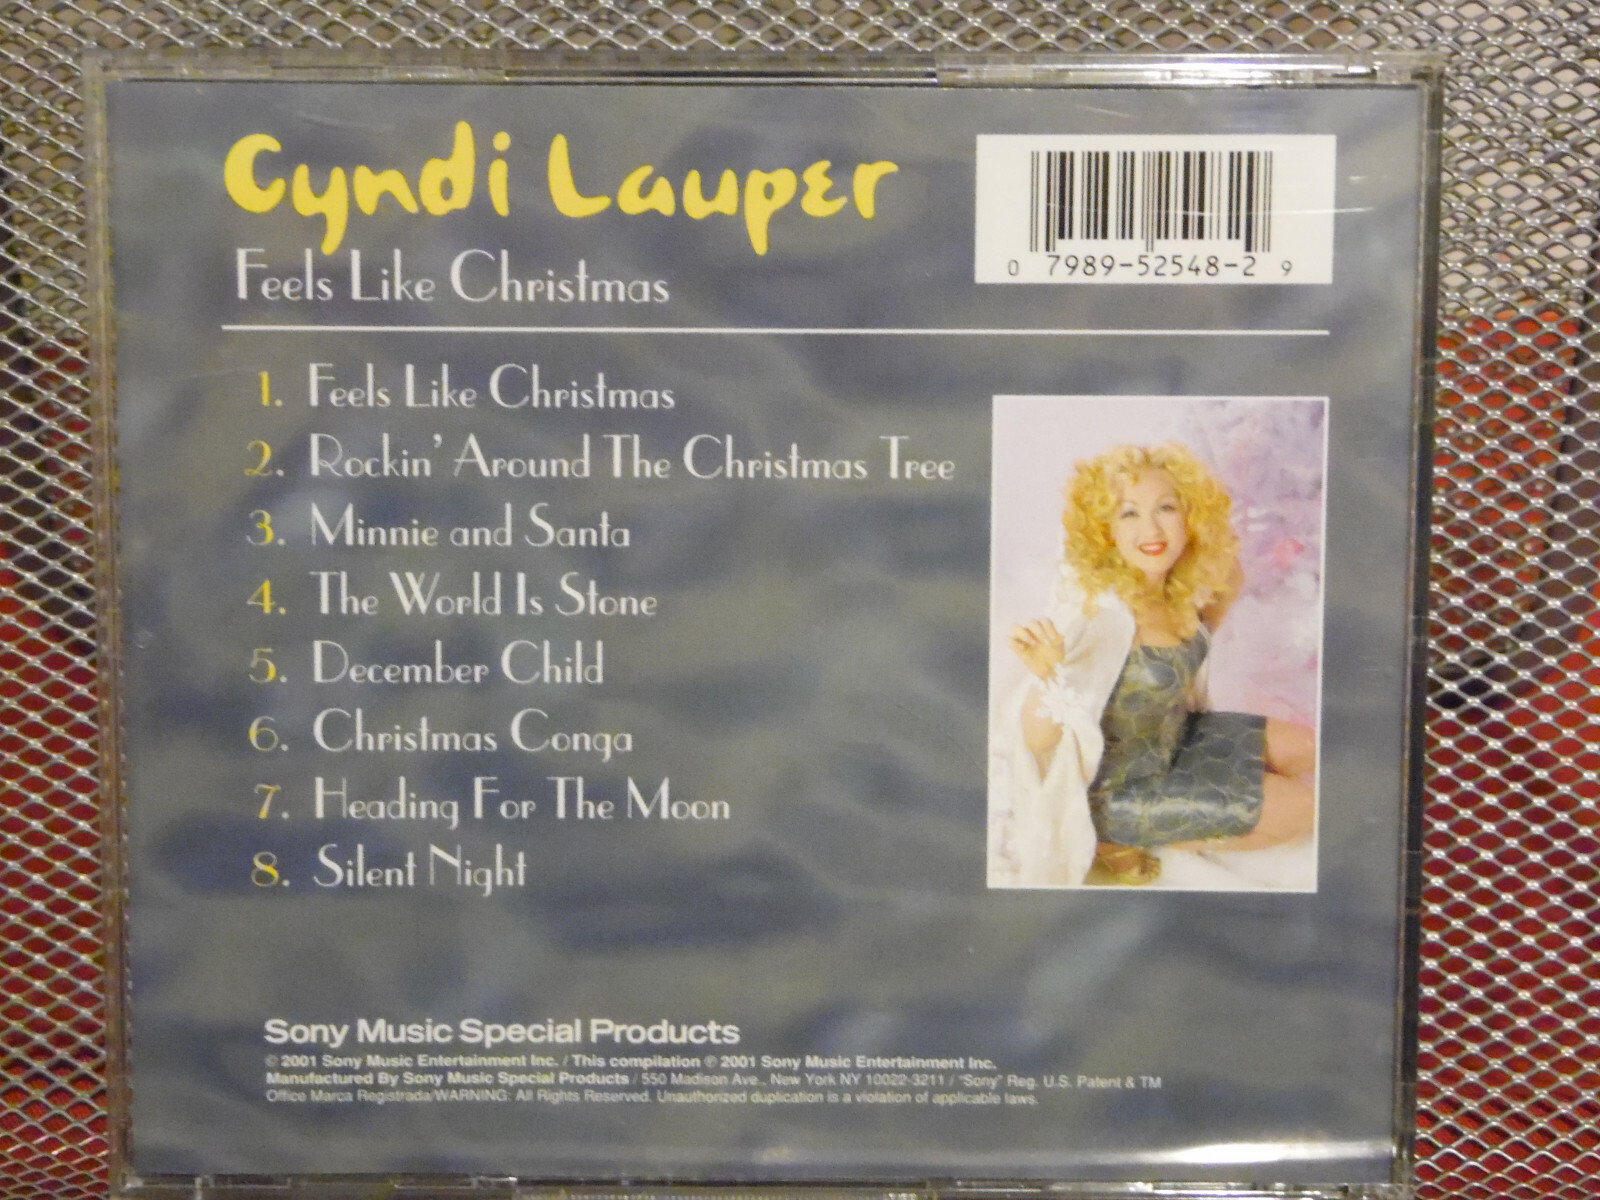 Cyndi Lauper
Feels Like Christmas
0 7989-52548-2 9
1. Feels Like Christmas
2. Rockin' Around The Christmas Tree
3. Minnie and Santa
4. The World Is Stone
5. December Child
6. Christmas Conga
7. Heading For The Moon
8. Silent Night
Sony Music Special Products
© 2001 Sony Music Entertainment Inc. / This compilation ℗ 2001 Sony Music Entertainment Inc.
Manufactured By Sony Music Special Products / 550 Madison Ave., New York NY 10022-3211 / "Sony" Reg. U.S. Patent & TM
Office Marca Registrada/WARNING: All Rights Reserved. Unauthorized duplication is a violation of applicable laws.